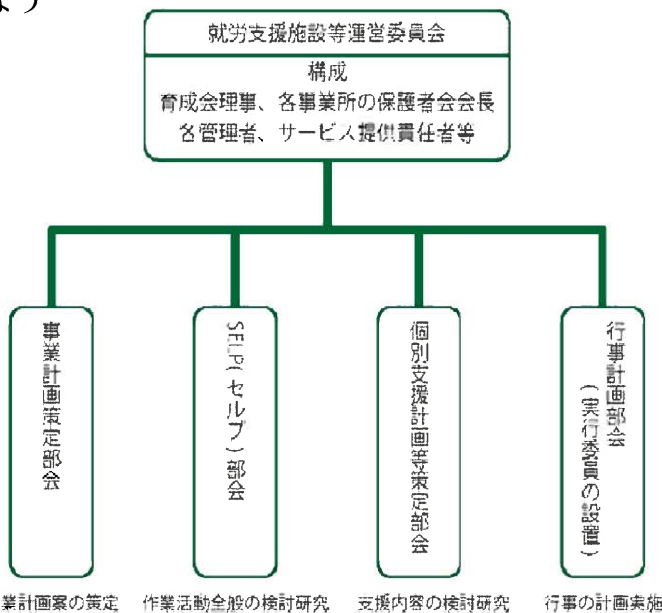 よう
就労支援施設等運営委員会
構成
育成会理事、各事業所の保護者会会長
各管理者、サービス提供責任者等
事業計画策定部会
SELP(セルプ)部会
個別支援計画等策定部会
行事計画部会
(実行委員の設置)
業計画案の策定
作業活動全般の検討研究
支援内容の検討研究
行事の計画実施